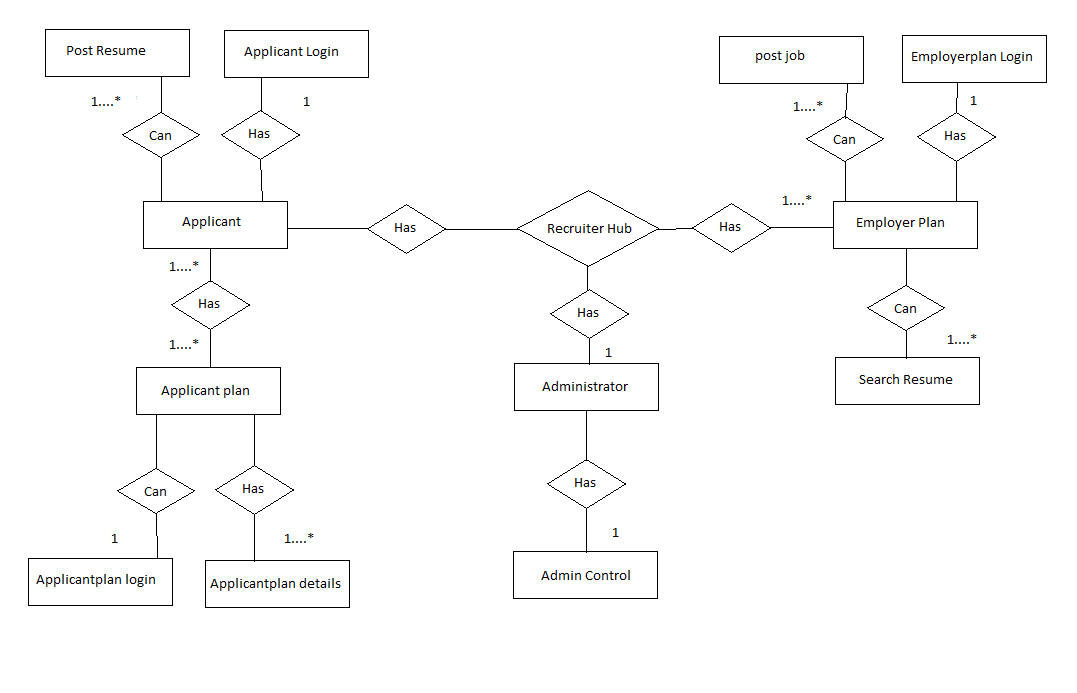 Post Resume
Applicant Login
post job
Employerplan Login
1....*
1
1....*
1
Can
Has
Can
Has
1....*
Applicant
Has
Recruiter Hub
Has
Employer Plan
1....*
Has
Has
Can
1....*
1
1....*
Applicant plan
Administrator
Search Resume
Can
Has
Has
1
1....*
1
Applicantplan login
Applicantplan details
Admin Control